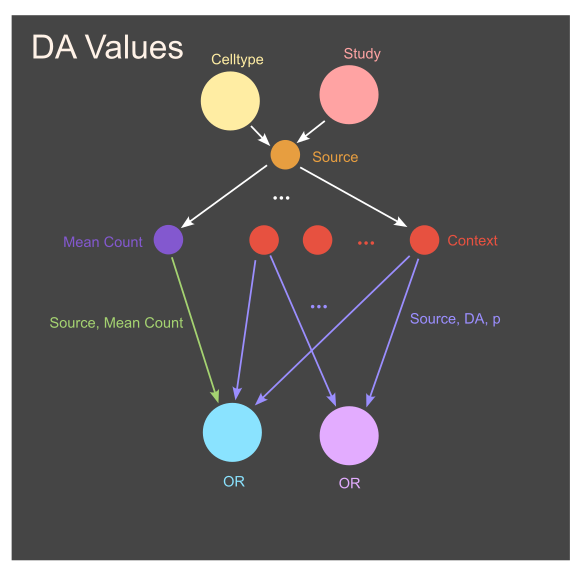 DA Values
Celltype
Study
Source
...
Mean Count
...
Context
...
Source, Mean Count
Source, DA, p
OR
OR